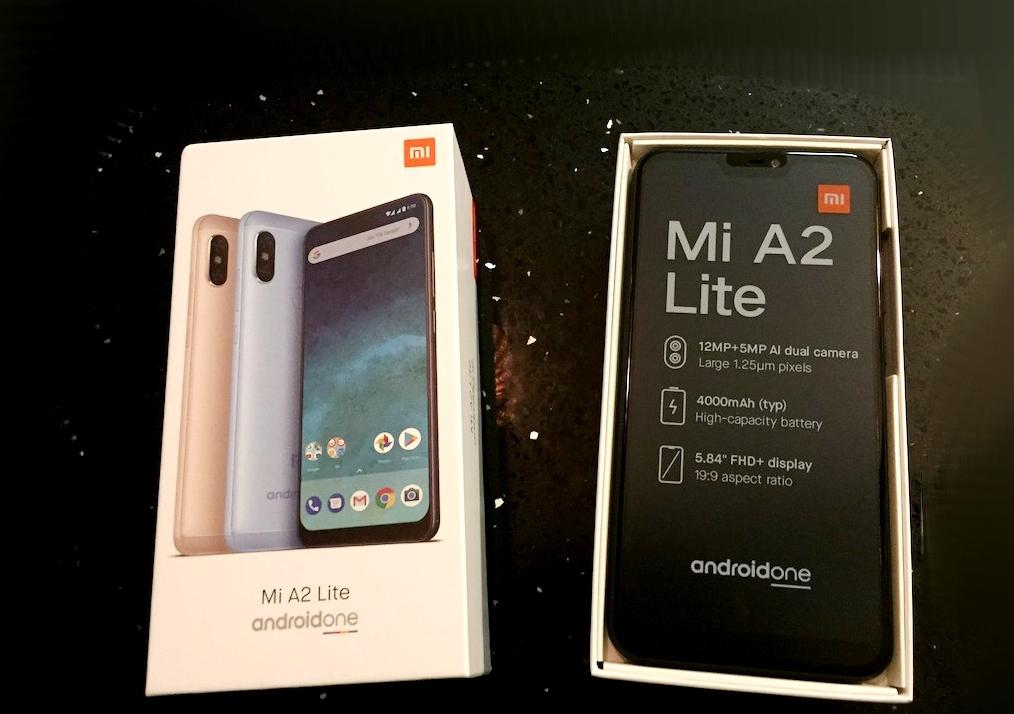 mi
G
andr
Mi A2 Lite
androidone
mi
Mi A2
Lite
12MP+5MP AI dual camera
Large 1.25µm pixels
4000mAh (typ)
High-capacity battery
5.84" FHD+ display
19:9 aspect ratio
androidone